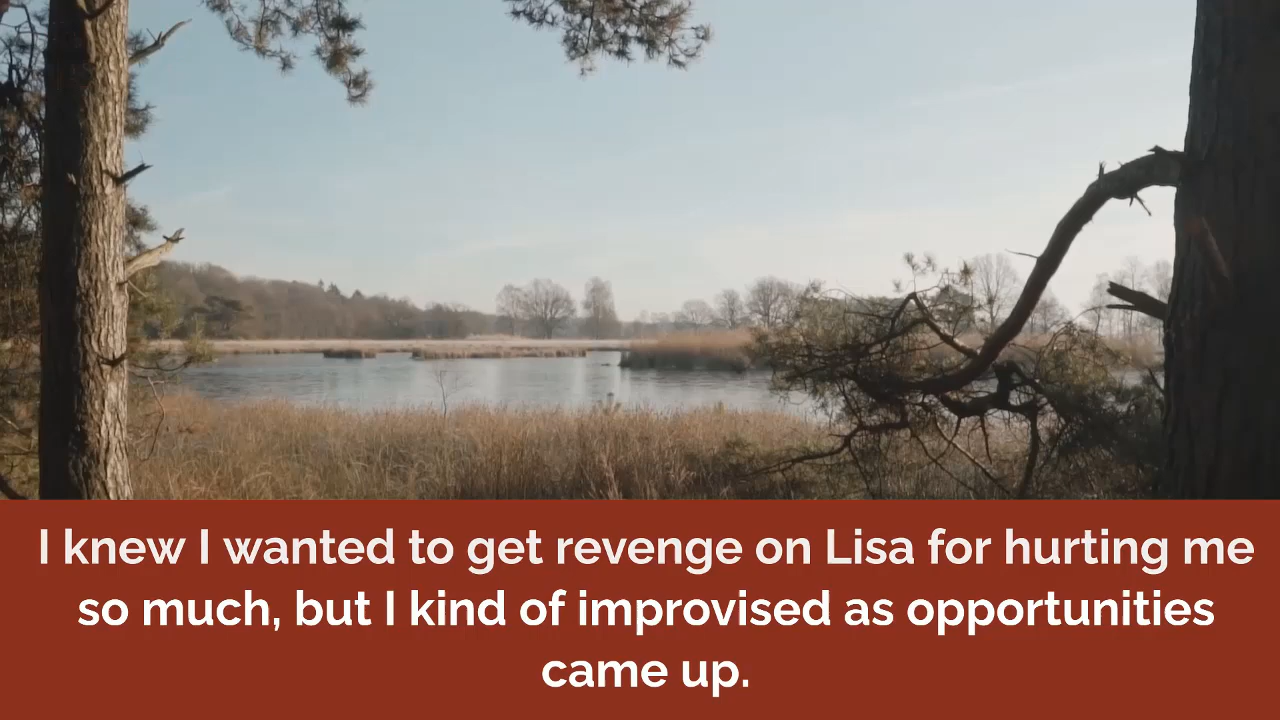 I knew I wanted to get revenge on Lisa for hurting me
so much, but I kind of improvised as opportunities
came up.